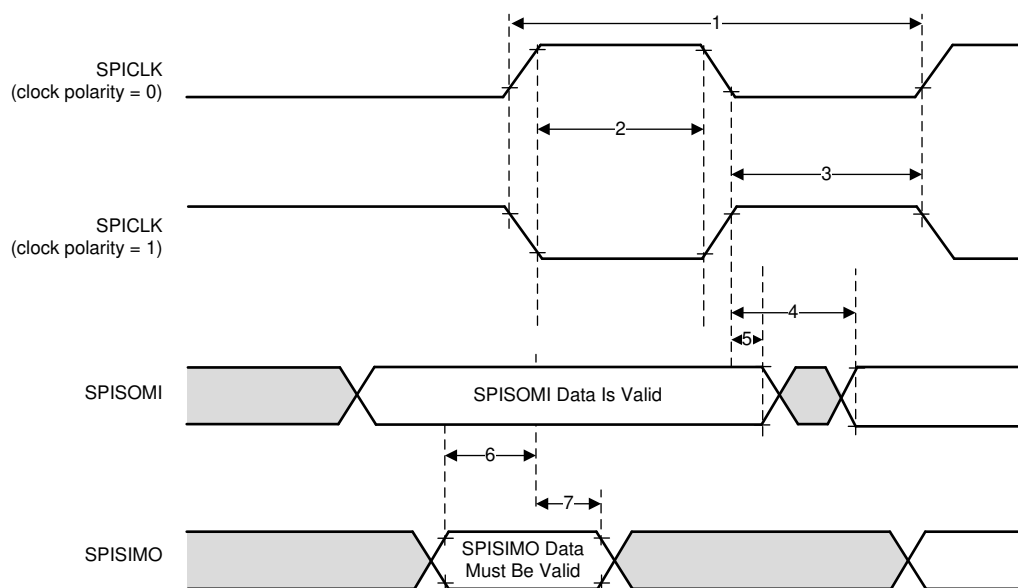 1
SPICLK
(clock polarity = 0)
2
3
SPICLK
(clock polarity = 1)
4
5
SPISOMI
SPISOMI Data Is Valid
6
7
SPISIMO
SPISIMO Data
Must Be Valid